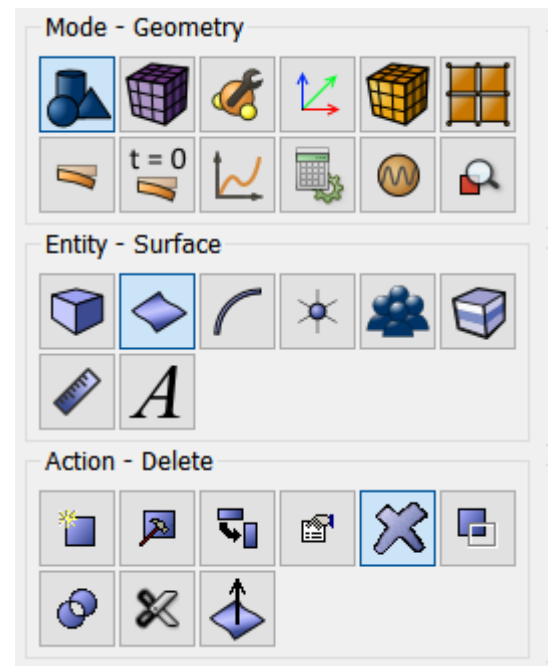 Mode - Geometry
t = 0
Entity - Surface
A
Action - Delete